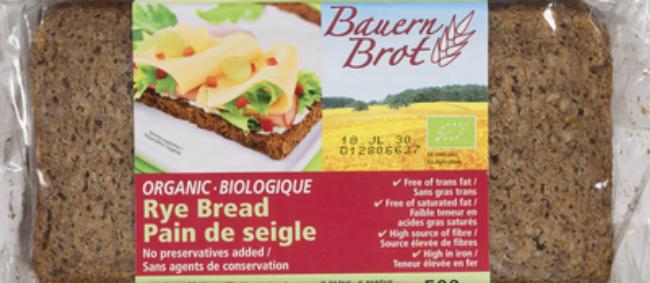 Bauern
Brot
18 JL 30
D12806637
ORGANIC · BIOLOGIQUE
Rye Bread
Pain de seigle
No preservatives added /
Sans agents de conservation
✓ Free of trans fat /
Sans gras trans
✓ Free of saturated fat /
Faible teneur en
acides gras saturés
✓ High source of fibre /
Source élevée de fibres
✓ High in iron /
Teneur élevée en fer